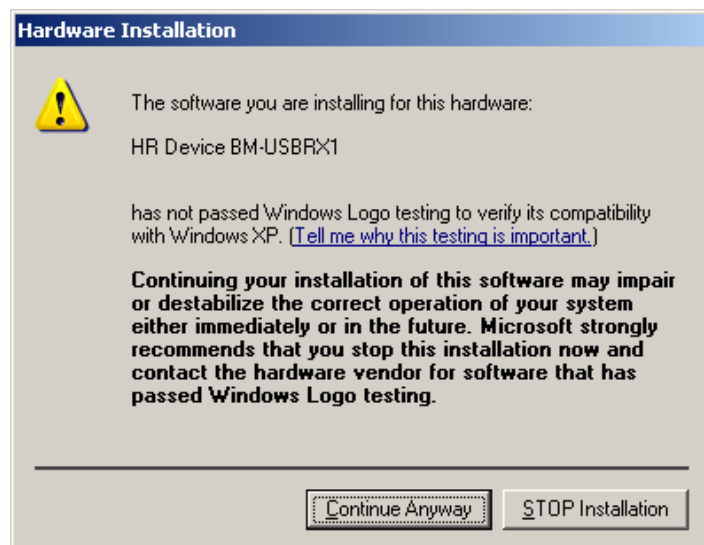 Hardware Installation
The software you are installing for this hardware:
HR Device BM-USBRX1
has not passed Windows Logo testing to verify its compatibility
with Windows XP. (Tell me why this testing is important.)
Continuing your installation of this software may impair
or destabilize the correct operation of your system
either immediately or in the future. Microsoft strongly
recommends that you stop this installation now and
contact the hardware vendor for software that has
passed Windows Logo testing.
Continue Anyway STOP Installation